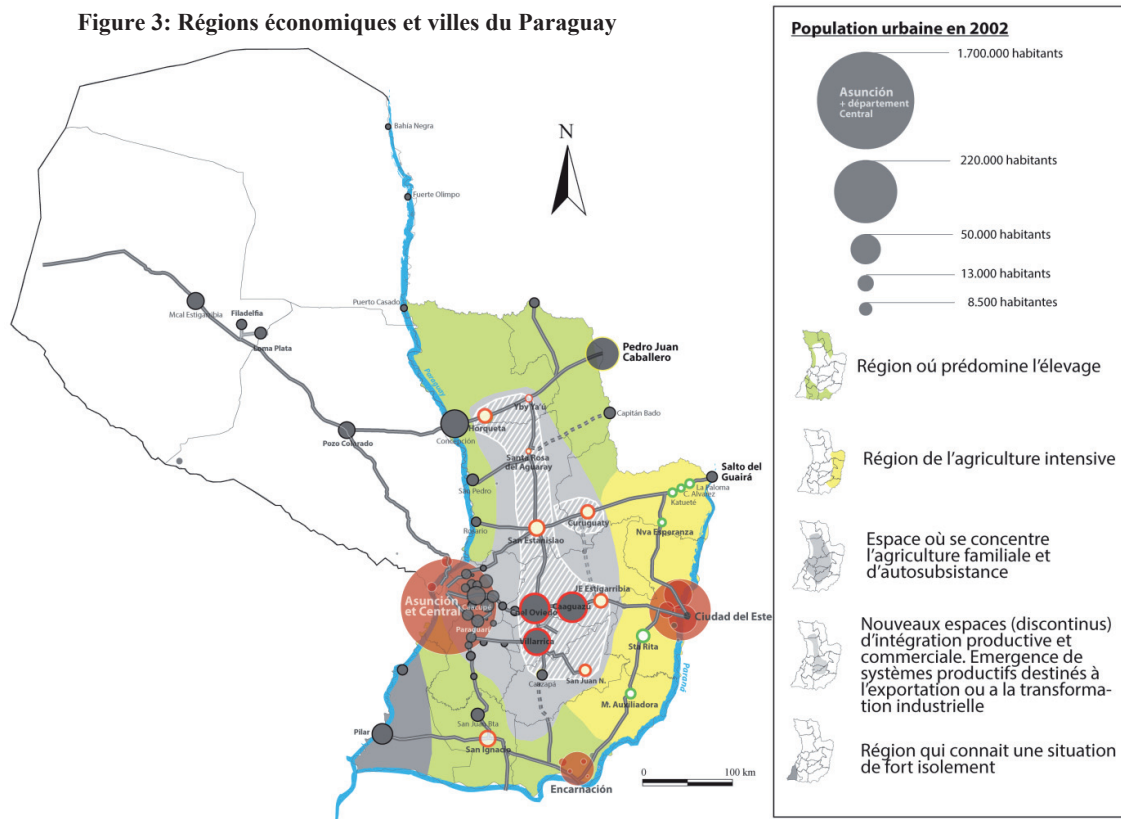 Figure 3: Régions économiques et villes du Paraguay
Bahía Negra
N
Fuerte Olimpo
Puerto Casado
Mcal Estigarribia
Filadelfia
Loma Plata
Pedro Juan
Caballero
Paraguay
Yby Ya'ú
Capitán Bado
Horqueta
Concepción
Pozo Colorado
Santa Rosa
del Aguaray
Salto del
Guairá
La Paloma
C. Alvarez
Katueté
San Pedro
Curuguaty
Rosario
Nva Esperanza
San Estanislao
JE Estigarribia
Asunción
et Central
Caacupé
Cnel Oviedo
Caaguazú
Ciudad del Este
Paraguarí
Villarrica
Sta Rita
Caazapá
San Juan N.
Paraná
M. Auxiliadora
San Juan Bta
Pilar
San Ignacio
Encarnación
0
100 km
Population urbaine en 2002
1.700.000 habitants
Asunción
+ département
Central
220.000 habitants
50.000 habitants
13.000 habitants
8.500 habitantes
Région oú prédomine l'élevage
Région de l'agriculture intensive
Espace où se concentre
l'agriculture familiale et
d'autosubsistance
Nouveaux espaces (discontinus)
d'intégration productive et
commerciale. Emergence de
systèmes productifs destinés à
l'exportation ou a la transforma-
tion industrielle
Région qui connait une situation
de fort isolement